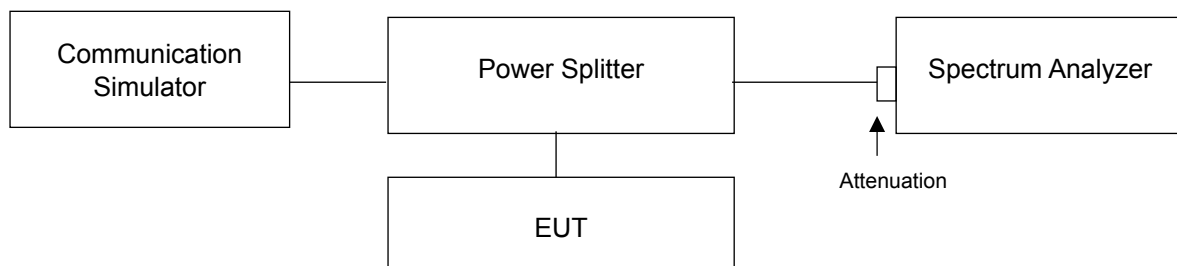 Communication
Simulator
Power Splitter
Spectrum Analyzer
Attenuation
EUT